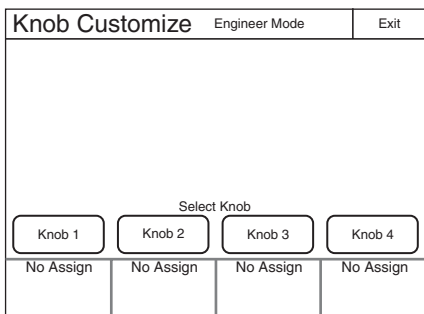 Knob Customize Engineer Mode Exit
Select Knob
Knob 1 Knob 2 Knob 3 Knob 4
No Assign No Assign No Assign No Assign